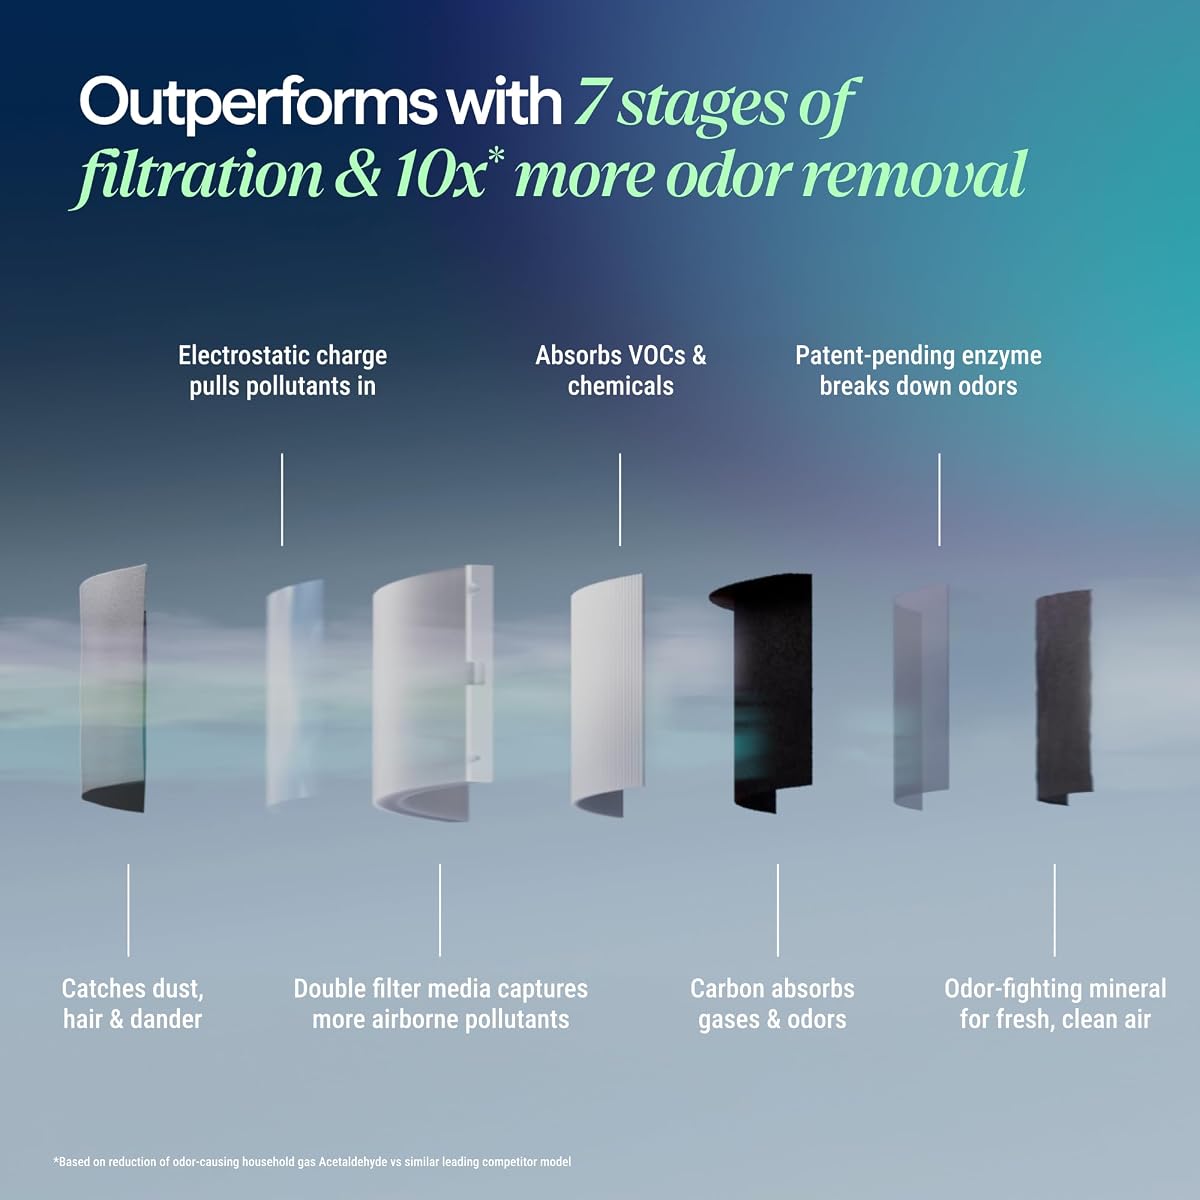 Outperforms with 7 stages of
filtration & 10x* more odor removal
Electrostatic charge
pulls pollutants in
Absorbs VOCs &
chemicals
Patent-pending enzyme
breaks down odors
Catches dust,
hair & dander
Double filter media captures
more airborne pollutants
Carbon absorbs
gases & odors
Odor-fighting mineral
for fresh, clean air
*Based on reduction of odor-causing household gas Acetaldehyde vs similar leading competitor model